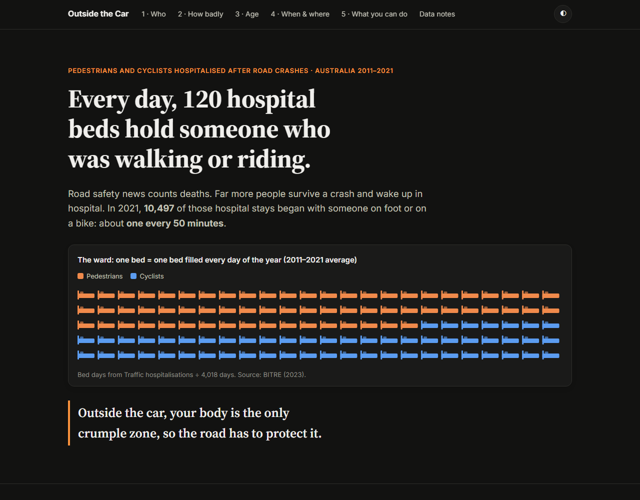 Outside the Car 1 · Who 2 · How badly 3 · Age 4 · When & where 5 · What you can do Data notes
PEDESTRIANS AND CYCLISTS HOSPITALISED AFTER ROAD CRASHES · AUSTRALIA 2011–2021
Every day, 120 hospital
beds hold someone who
was walking or riding.
Road safety news counts deaths. Far more people survive a crash and wake up in
hospital. In 2021, 10,497 of those hospital stays began with someone on foot or on
a bike: about one every 50 minutes.
The ward: one bed = one bed filled every day of the year (2011–2021 average)
Pedestrians Cyclists
Bed days from Traffic hospitalisations ÷ 4,018 days. Source: BITRE (2023).
Outside the car, your body is the only
crumple zone, so the road has to protect it.